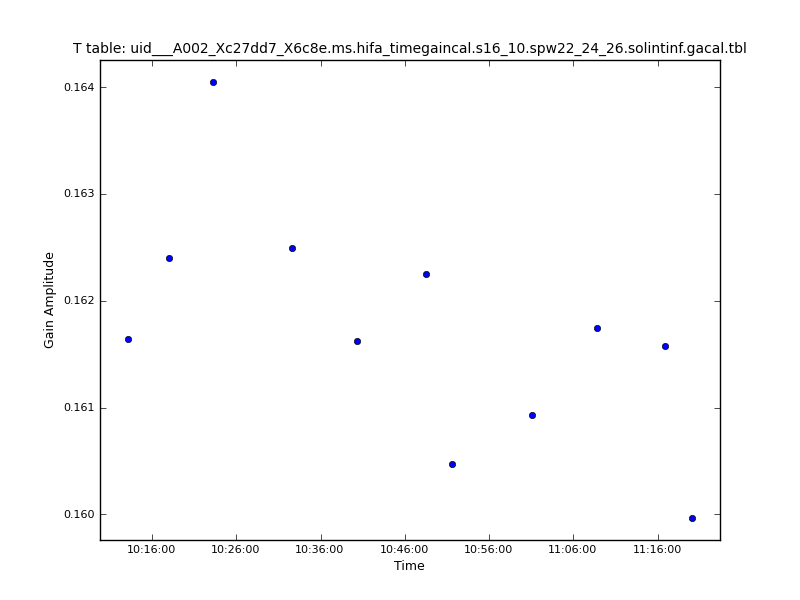 T table: uid___A002_Xc27dd7_X6c8e.ms.hifa_timegaincal.s16_10.spw22_24_26.solintinf.gacal.tbl
0.164
0.163
0.162
0.161
0.160
Gain Amplitude
10:16:00 10:26:00 10:36:00 10:46:00 10:56:00 11:06:00 11:16:00
Time